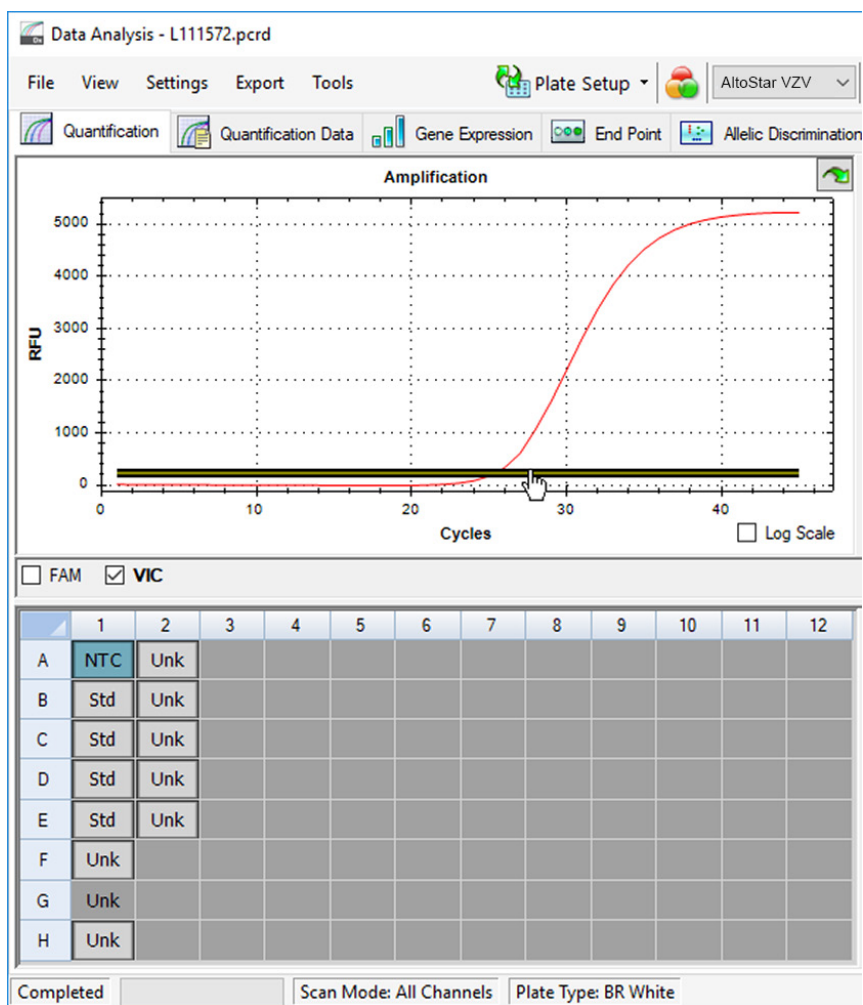 Data Analysis - L111572.pcrd
File View Settings Export Tools Plate Setup AltoStar VZV
Quantification Quantification Data Gene Expression End Point Allelic Discrimination
Amplification
5000
4000
3000
2000
1000
0
RFU
0 10 20 30 40
Cycles
Log Scale
FAM VIC
1 2 3 4 5 6 7 8 9 10 11 12
A NTC Unk
B Std Unk
C Std Unk
D Std Unk
E Std Unk
F Unk
G Unk
H Unk
Completed Scan Mode: All Channels Plate Type: BR White